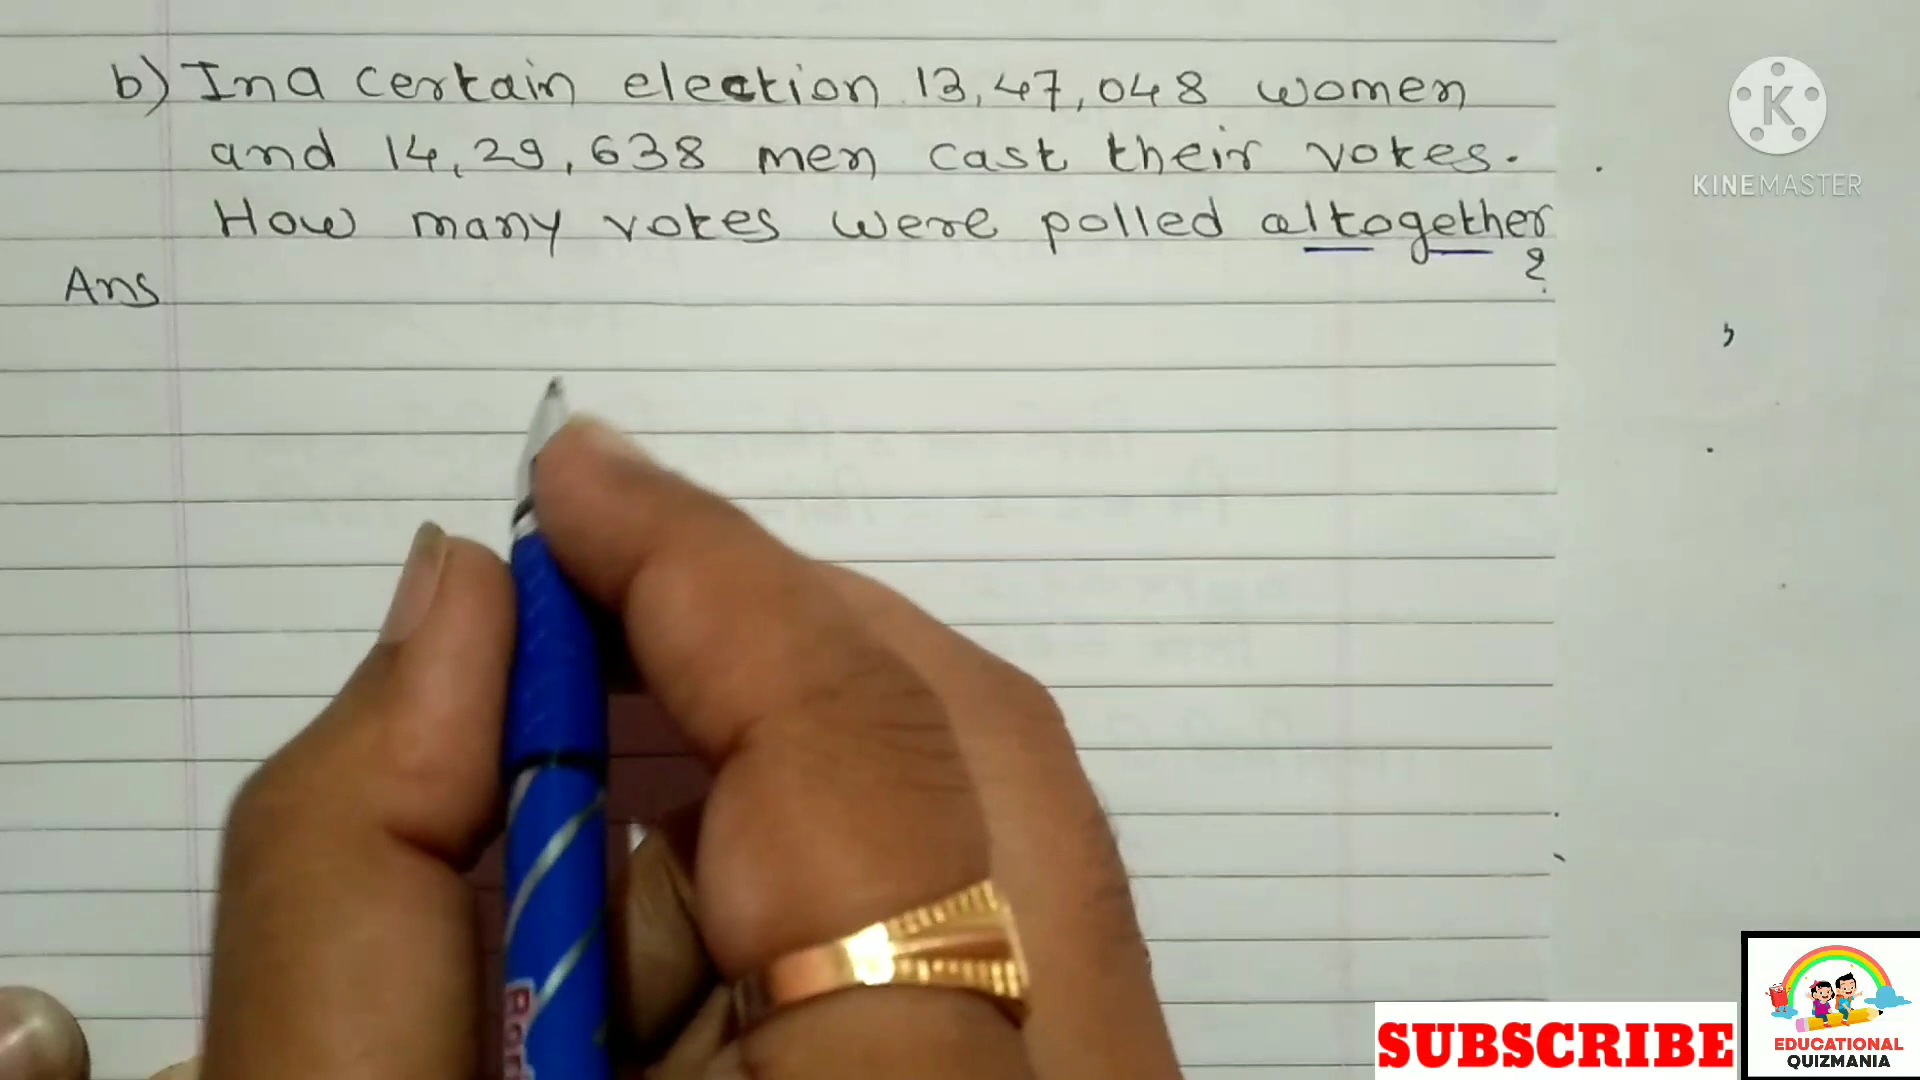 b) In a certain election 13,47,048 women
and 14,29,638 men cast their votes.
How many votes were polled altogether
?
Ans
K
KINEMASTER
SUBSCRIBE
EDUCATIONAL
QUIZMANIA